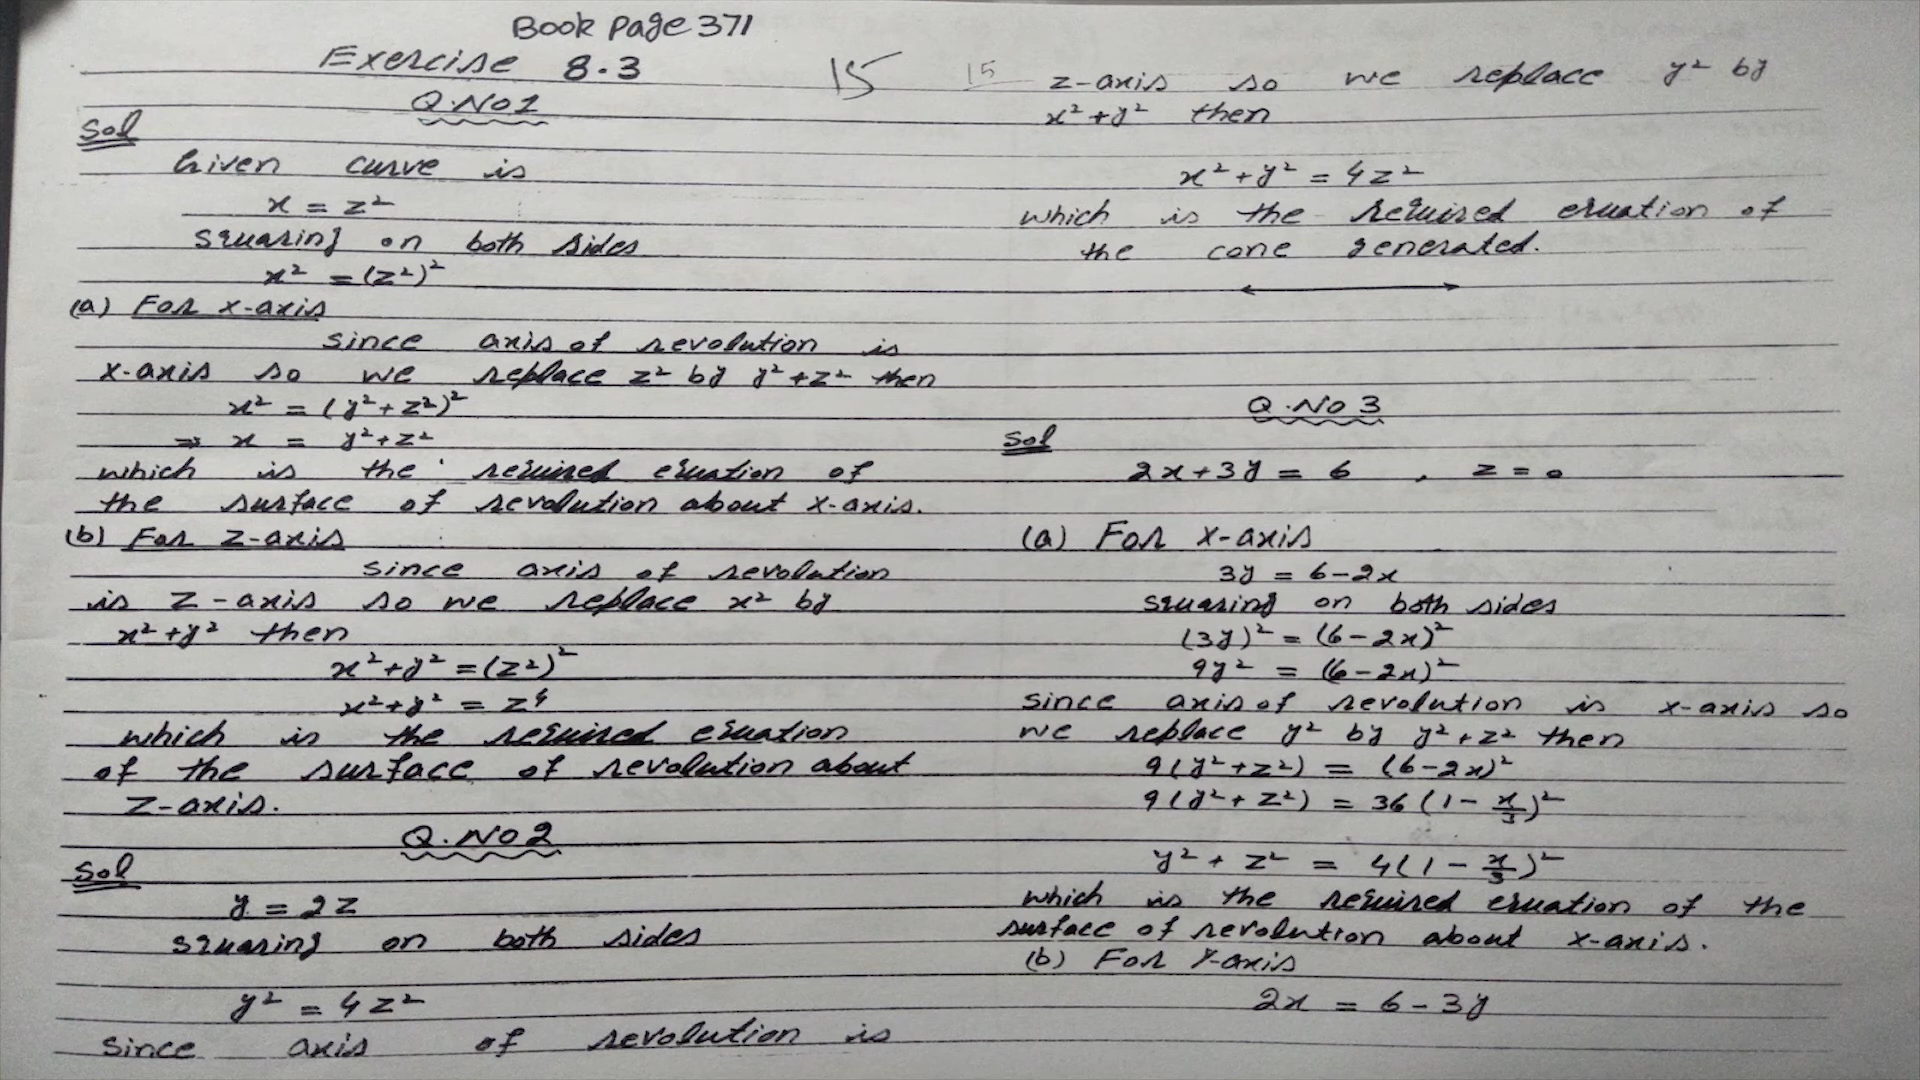 Book Page 371
Exercise 8.3
15
Q.No1
Sol
Given curve is
x = z²
squaring on both sides
x² = (z²)²
(a) For x-axis
since axis of revolution is
x-axis so we replace z² by y²+z² then
x² = (y²+z²)²
⇒ x = y²+z²
which is the required equation of
the surface of revolution about x-axis.
(b) For z-axis
since axis of revolution
is z-axis so we replace x² by
x²+y² then
x²+y² = (z²)²
x²+y² = z⁴
which is the required equation
of the surface of revolution about
z-axis.
Q.No2
Sol
y = 2z
squaring on both sides
y² = 4z²
since axis of revolution is
15
z-axis so we replace y² by
x²+y² then
x²+y² = 4z²
which is the required equation of
the cone generated.
Q.No 3
Sol
2x+3y = 6 , z = 0
(a) For x-axis
3y = 6-2x
squaring on both sides
(3y)² = (6-2x)²
9y² = (6-2x)²
since axis of revolution is x-axis so
we replace y² by y²+z² then
9(y²+z²) = (6-2x)²
9(y²+z²) = 36(1-x/3)²
y²+z² = 4(1-x/3)²
which is the required equation of the
surface of revolution about x-axis.
(b) For Y-axis
2x = 6-3y